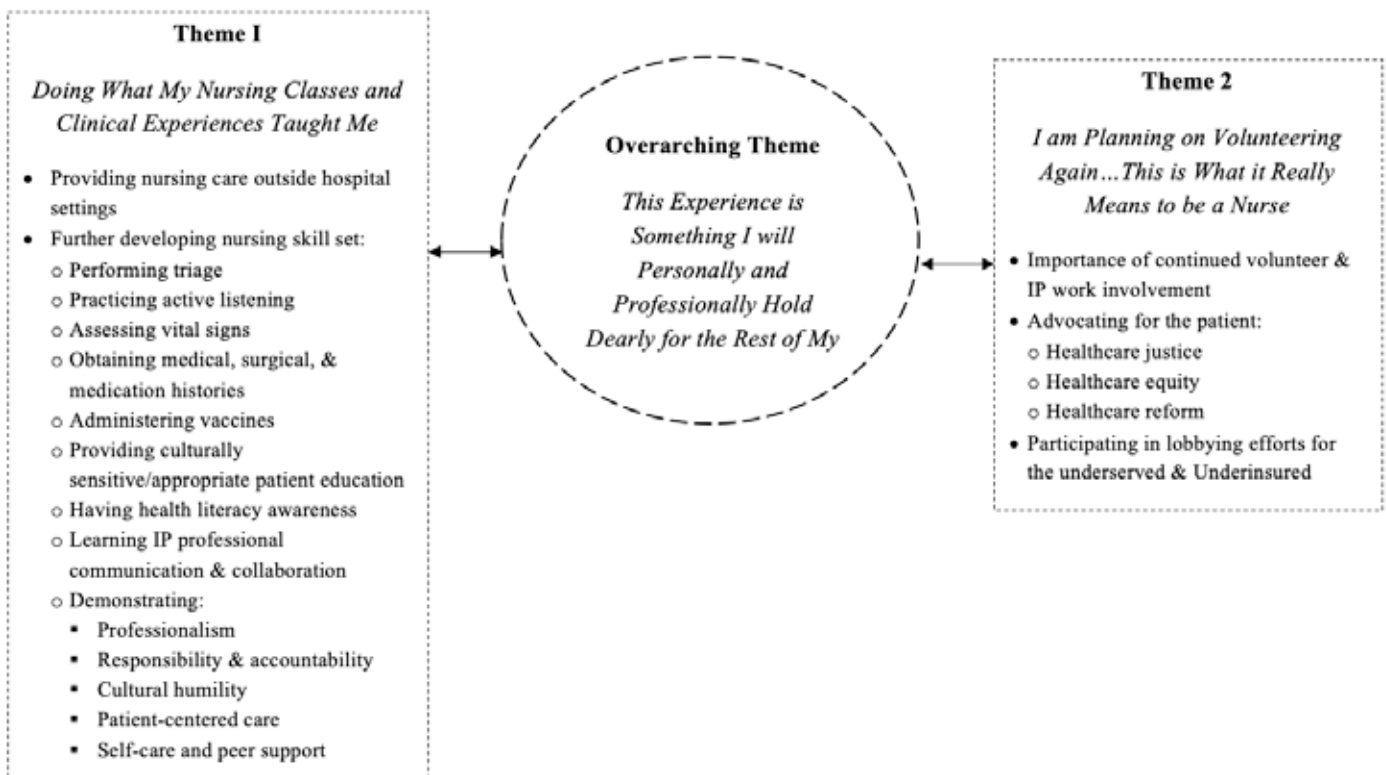 Theme I
Doing What My Nursing Classes and
Clinical Experiences Taught Me
• Providing nursing care outside hospital
settings
• Further developing nursing skill set:
o Performing triage
o Practicing active listening
o Assessing vital signs
o Obtaining medical, surgical, &
medication histories
o Administering vaccines
o Providing culturally
sensitive/appropriate patient education
o Having health literacy awareness
o Learning IP professional
communication & collaboration
o Demonstrating:
▪ Professionalism
▪ Responsibility & accountability
▪ Cultural humility
▪ Patient-centered care
▪ Self-care and peer support
Overarching Theme
This Experience is
Something I will
Personally and
Professionally Hold
Dearly for the Rest of My
Theme 2
I am Planning on Volunteering
Again…This is What it Really
Means to be a Nurse
• Importance of continued volunteer &
IP work involvement
• Advocating for the patient:
o Healthcare justice
o Healthcare equity
o Healthcare reform
• Participating in lobbying efforts for
the underserved & Underinsured